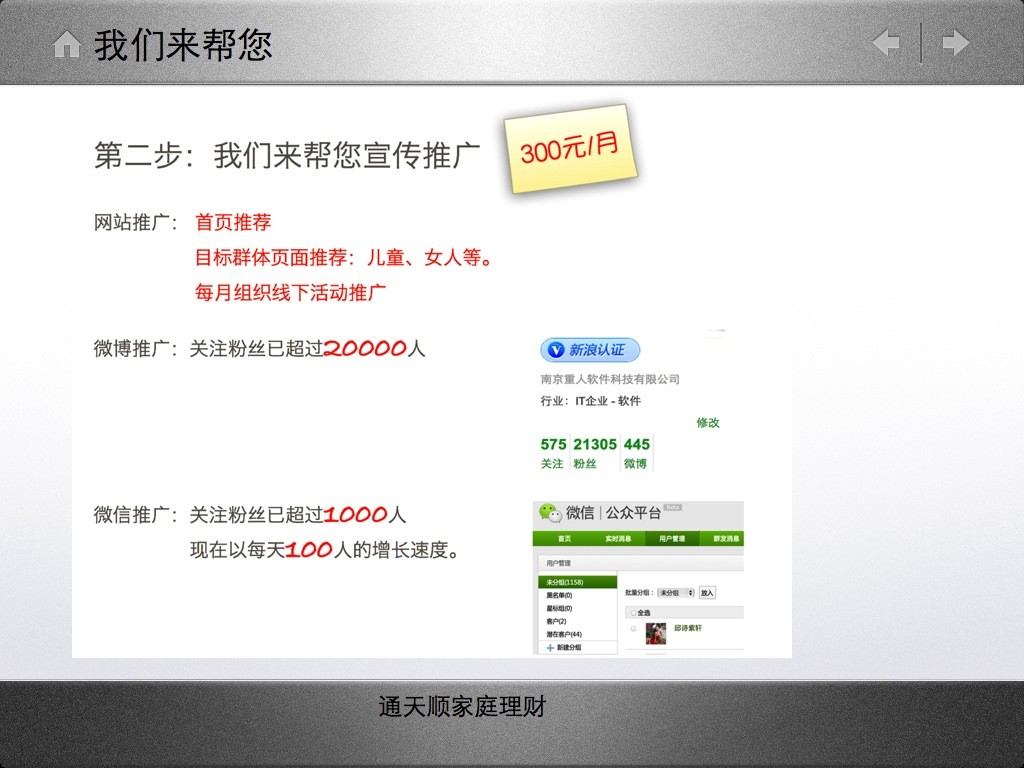 我们来帮您
第二步：我们来帮您宣传推广
300元/月
网站推广： 首页推荐
目标群体页面推荐：儿童、女人等。
每月组织线下活动推广
微博推广：关注粉丝已超过20000人
V 新浪认证
南京重人软件科技有限公司
行业：IT企业 - 软件
修改
575 21305 445
关注 粉丝 微博
微信推广：关注粉丝已超过1000人
现在以每天100人的增长速度。
微信 | 公众平台 Beta
首页 实时消息 用户管理 群发消息
用户管理
未分组(1158)
黑名单(0)
星标组(0)
客户(2)
潜在客户(44)
新建分组
批量分组： 未分组 放入
全选
邱诗紫轩
通天顺家庭理财